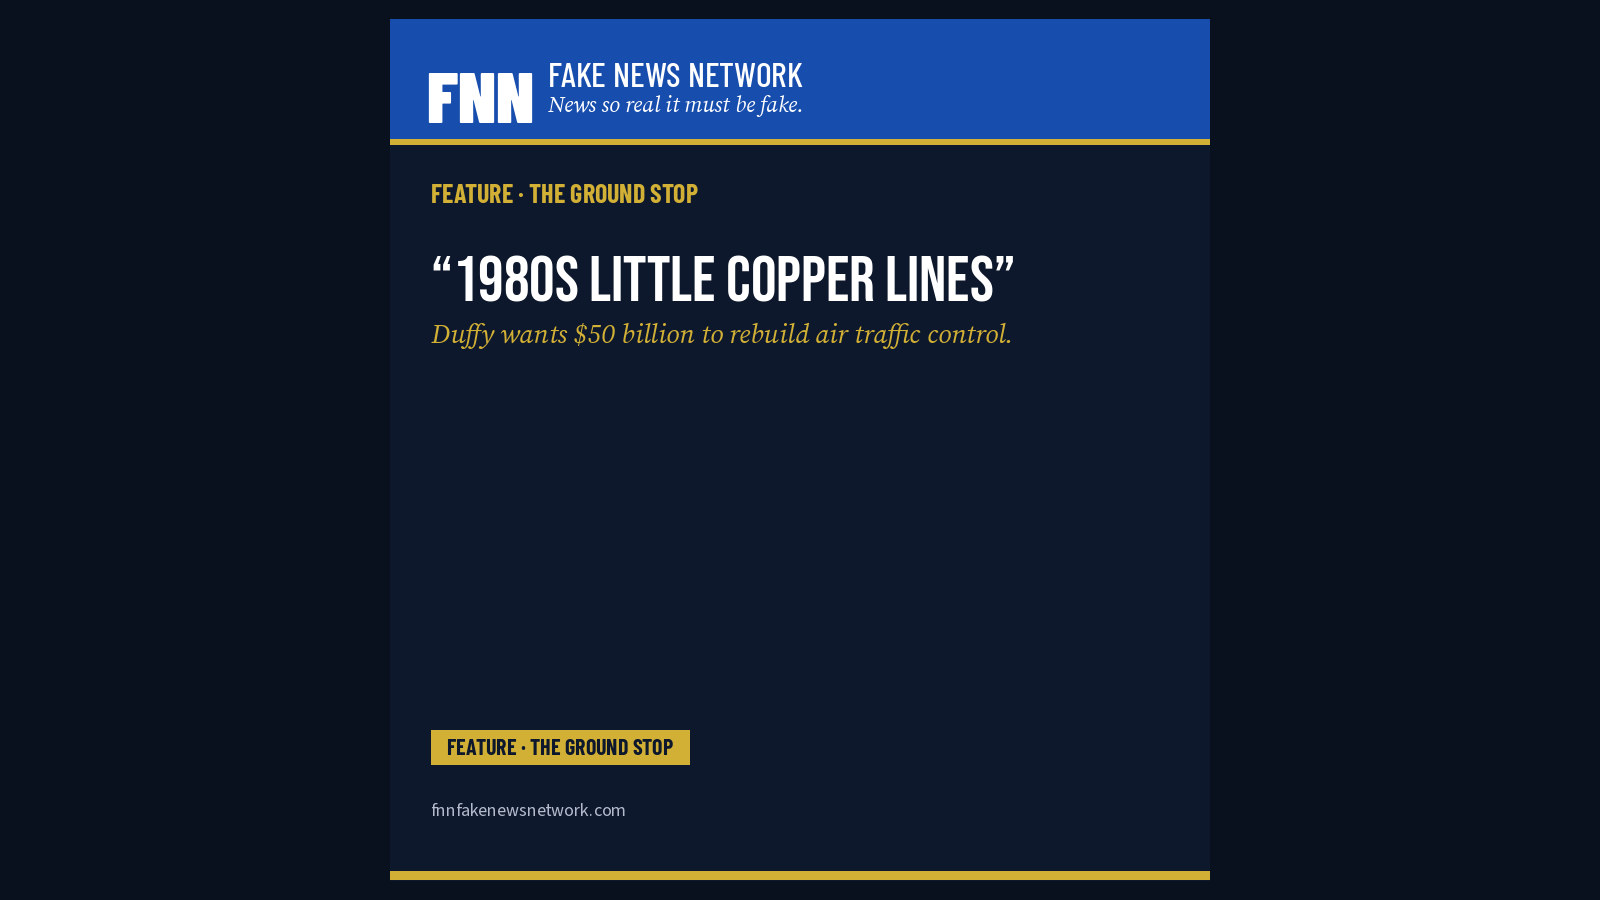 FNN
FAKE NEWS NETWORK
News so real it must be fake.
FEATURE · THE GROUND STOP
“1980S LITTLE COPPER LINES”
Duffy wants $50 billion to rebuild air traffic control.
FEATURE · THE GROUND STOP
fnnfakenewsnetwork.com